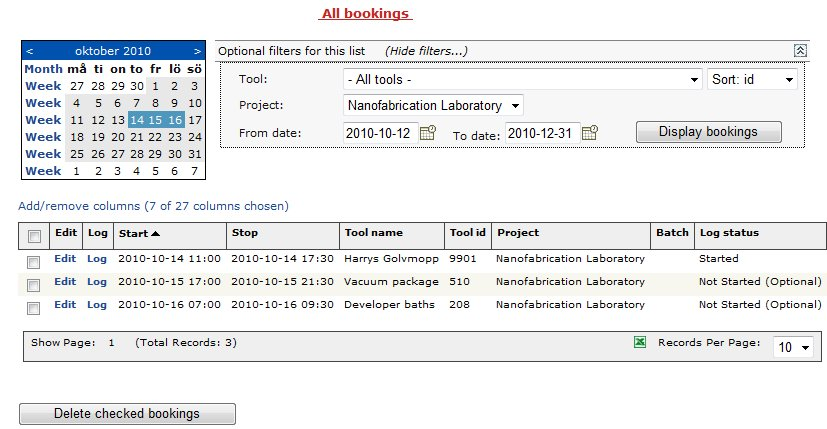 All bookings
< oktober 2010 >
Month må ti on to fr lö sö
Week 27 28 29 30 1 2 3
Week 4 5 6 7 8 9 10
Week 11 12 13 14 15 16 17
Week 18 19 20 21 22 23 24
Week 25 26 27 28 29 30 31
Week 1 2 3 4 5 6 7
Optional filters for this list (Hide filters...)
Tool: - All tools - Sort: id
Project: Nanofabrication Laboratory
From date: 2010-10-12 To date: 2010-12-31 Display bookings
Add/remove columns (7 of 27 columns chosen)
Edit Log Start Stop Tool name Tool id Project Batch Log status
Edit Log 2010-10-14 11:00 2010-10-14 17:30 Harrys Golvmopp 9901 Nanofabrication Laboratory Started
Edit Log 2010-10-15 17:00 2010-10-15 21:30 Vacuum package 510 Nanofabrication Laboratory Not Started (Optional)
Edit Log 2010-10-16 07:00 2010-10-16 09:30 Developer baths 208 Nanofabrication Laboratory Not Started (Optional)
Show Page: 1 (Total Records: 3) Records Per Page: 10
Delete checked bookings